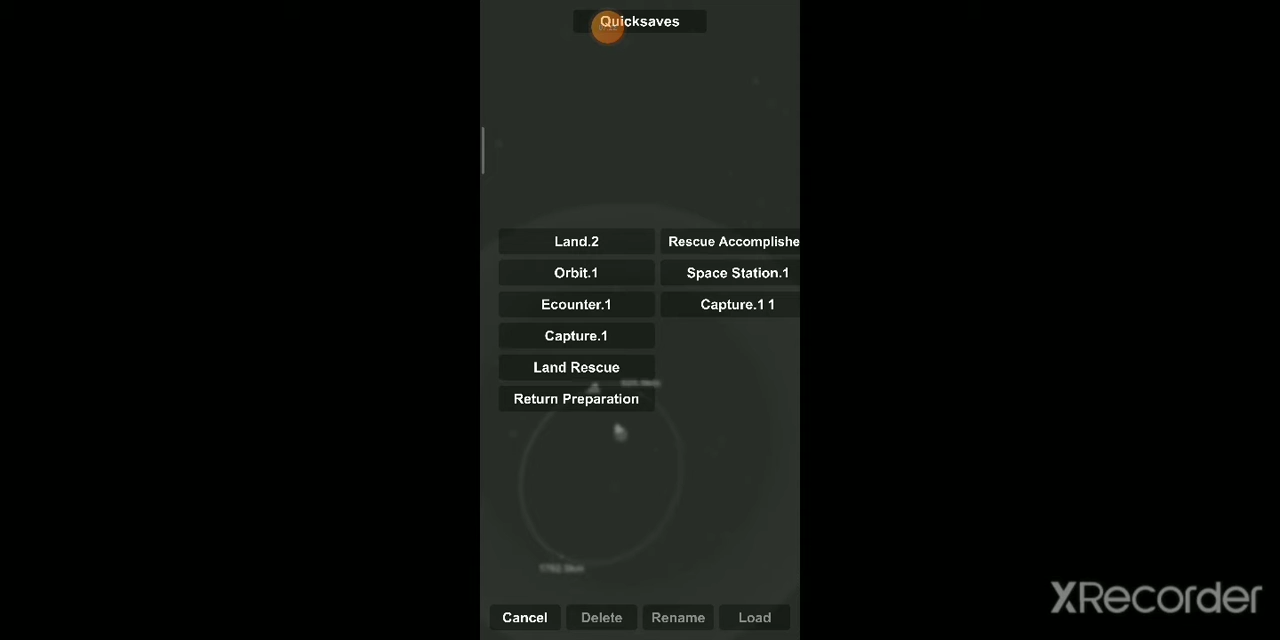 Quicksaves
Land.2
Rescue Accomplishe
Orbit.1
Space Station.1
Ecounter.1
Capture.1 1
Capture.1
Land Rescue
Return Preparation
Cancel
Delete
Rename
Load
XRecorder